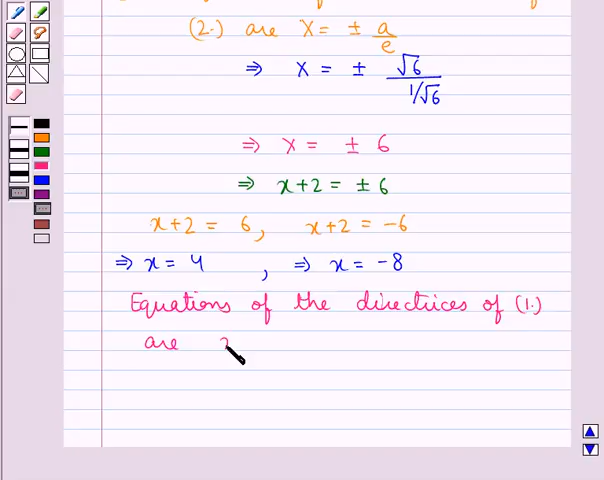 (2.) are X = ± a/e
⇒ X = ± √6/1/√6
⇒ X = ± 6
⇒ x+2 = ± 6
x+2 = 6, x+2 = -6
⇒ x = 4 , ⇒ x = -8
Equations of the directrices of (1.)
are